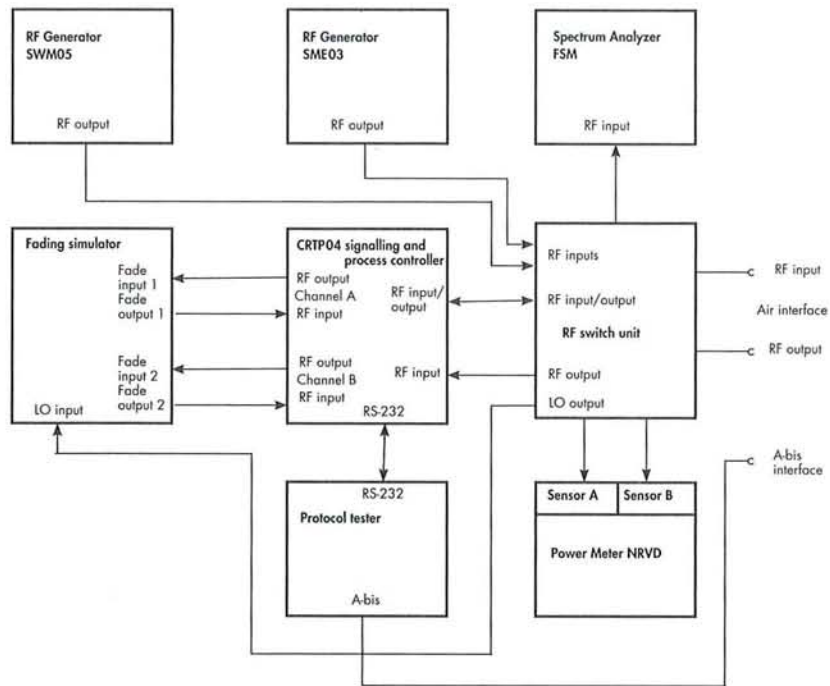 RF Generator
SWM05
RF output
RF Generator
SME03
RF output
Spectrum Analyzer
FSM
RF input
Fading simulator
Fade
input 1
Fade
output 1
Fade
input 2
Fade
output 2
LO input
CRTP04 signalling and
process controller
RF output
Channel A
RF input
RF input/
output
RF output
Channel B
RF input
RF input
RS-232
RF inputs
RF input/output
RF switch unit
RF output
LO output
RF input
Air interface
RF output
A-bis
interface
RS-232
Protocol tester
A-bis
Sensor A
Sensor B
Power Meter NRVD